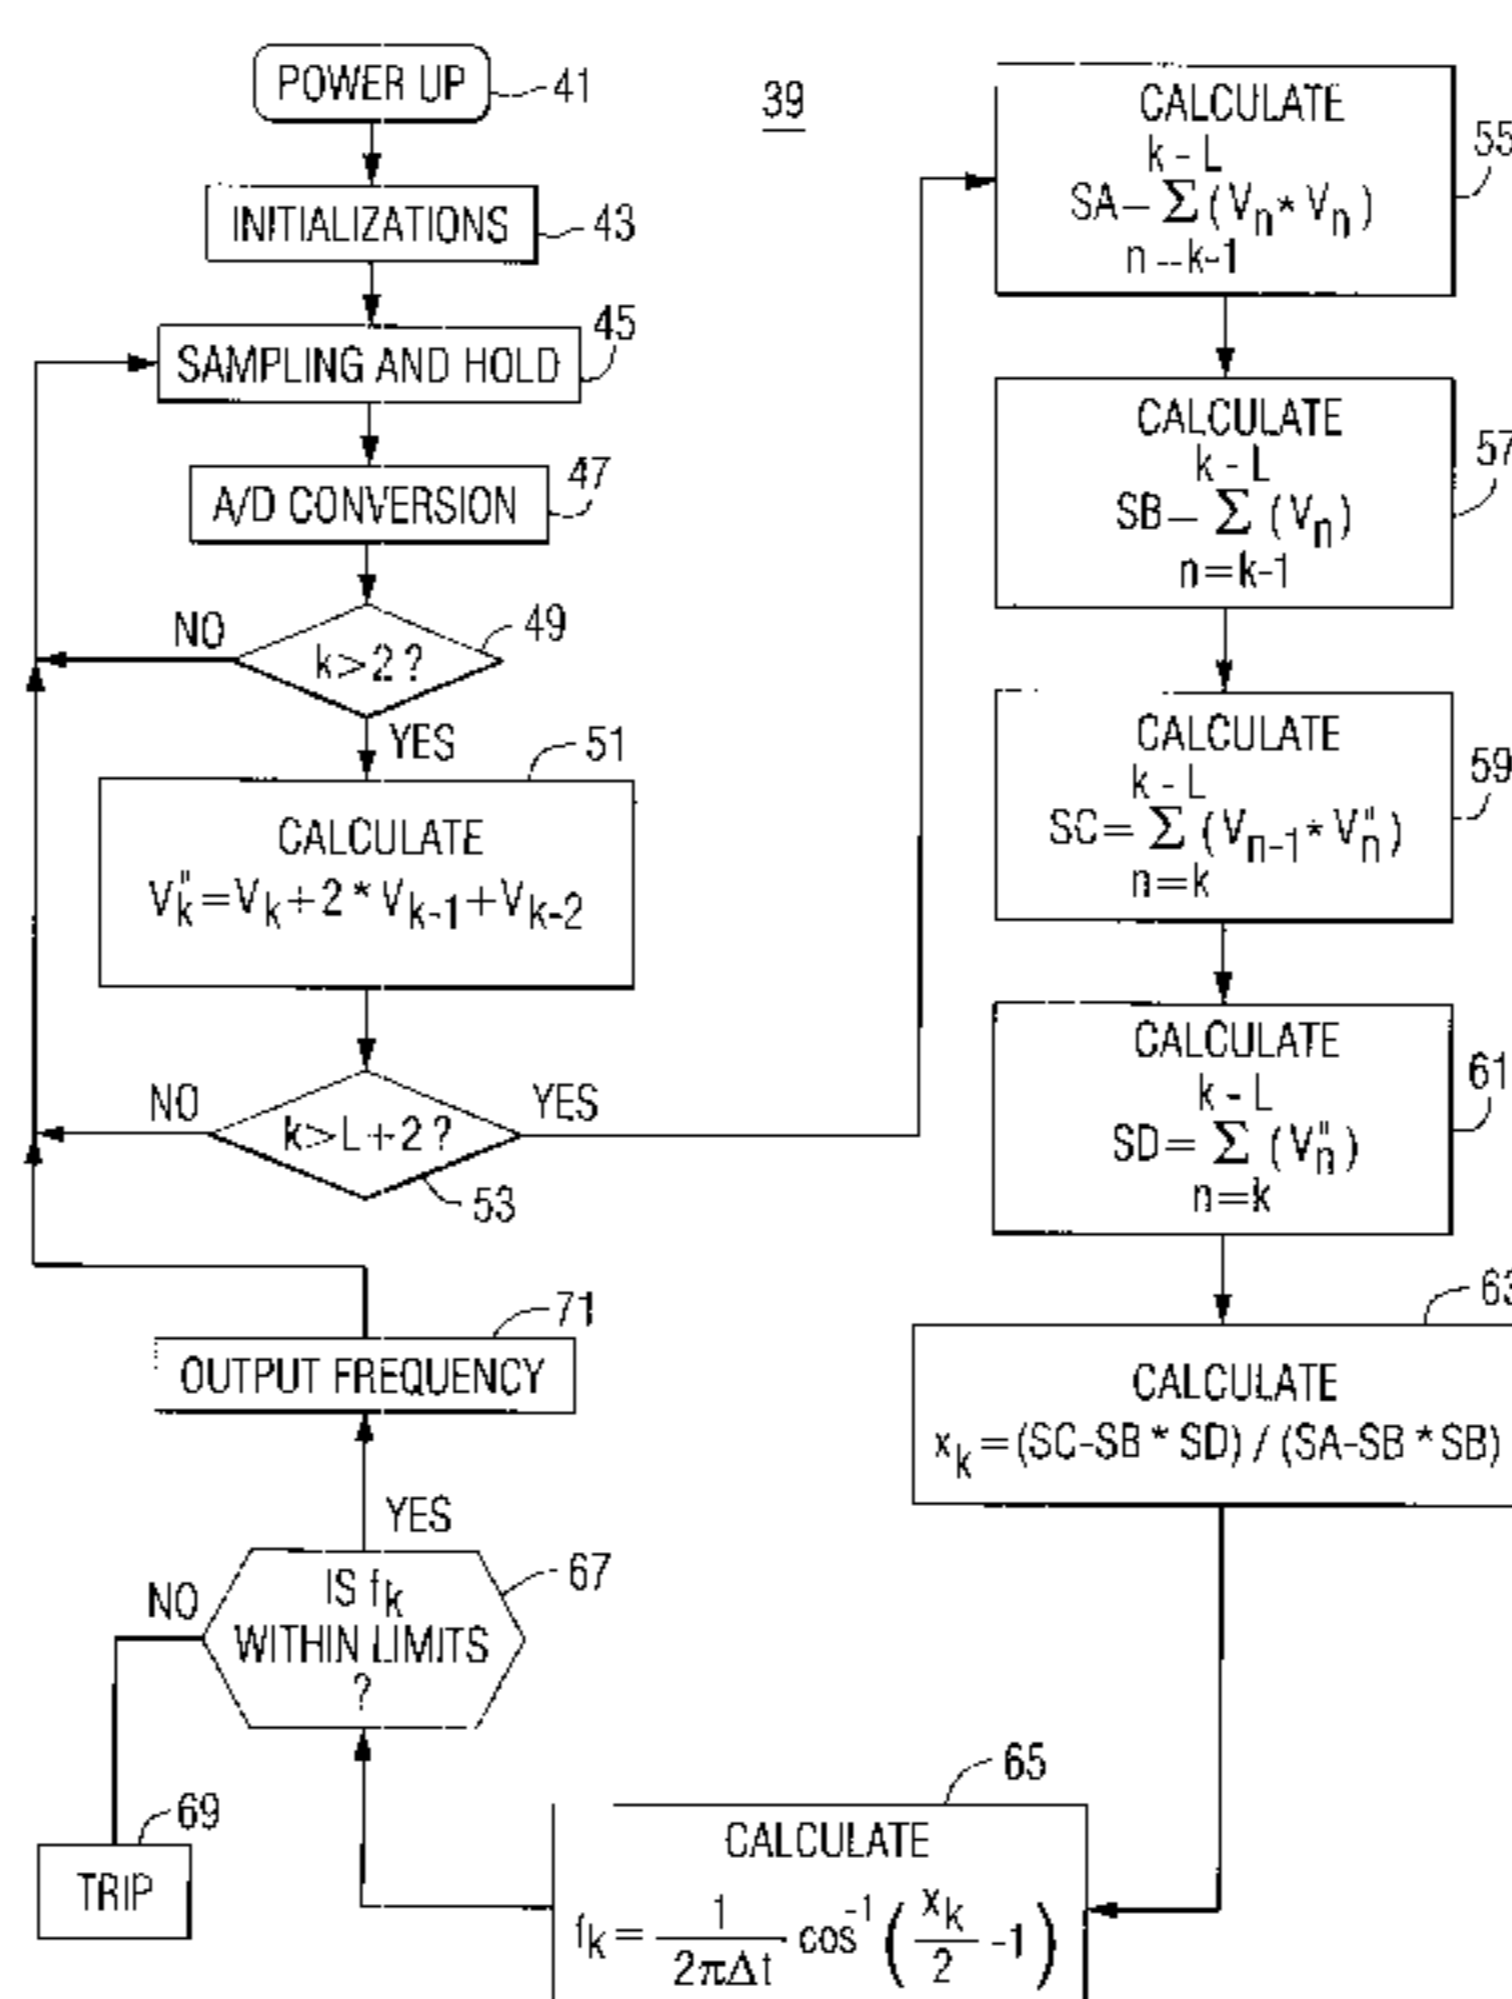 POWER UP
41
39
INITIALIZATIONS
43
SAMPLING AND HOLD
45
A/D CONVERSION
47
NO
k>2 ?
49
YES
51
CALCULATE
V"k=Vk+2 * Vk-1+Vk-2
NO
k>L+2 ?
YES
53
71
OUTPUT FREQUENCY
YES
NO
IS fk
WITHIN LIMITS
?
67
69
TRIP
CALCULATE
k - L
SA–Σ(Vn * Vn)
n–k-1
55
CALCULATE
k - L
SB–Σ(Vn)
n=k-1
57
CALCULATE
k - L
SC=Σ(Vn-1 * V"n)
n=k
59
CALCULATE
k - L
SD=Σ(V"n)
n=k
61
63
CALCULATE
xk=(SC-SB * SD) / (SA-SB * SB)
65
CALCULATE
fk= 1/2πΔt cos-1 (xk/2 -1)